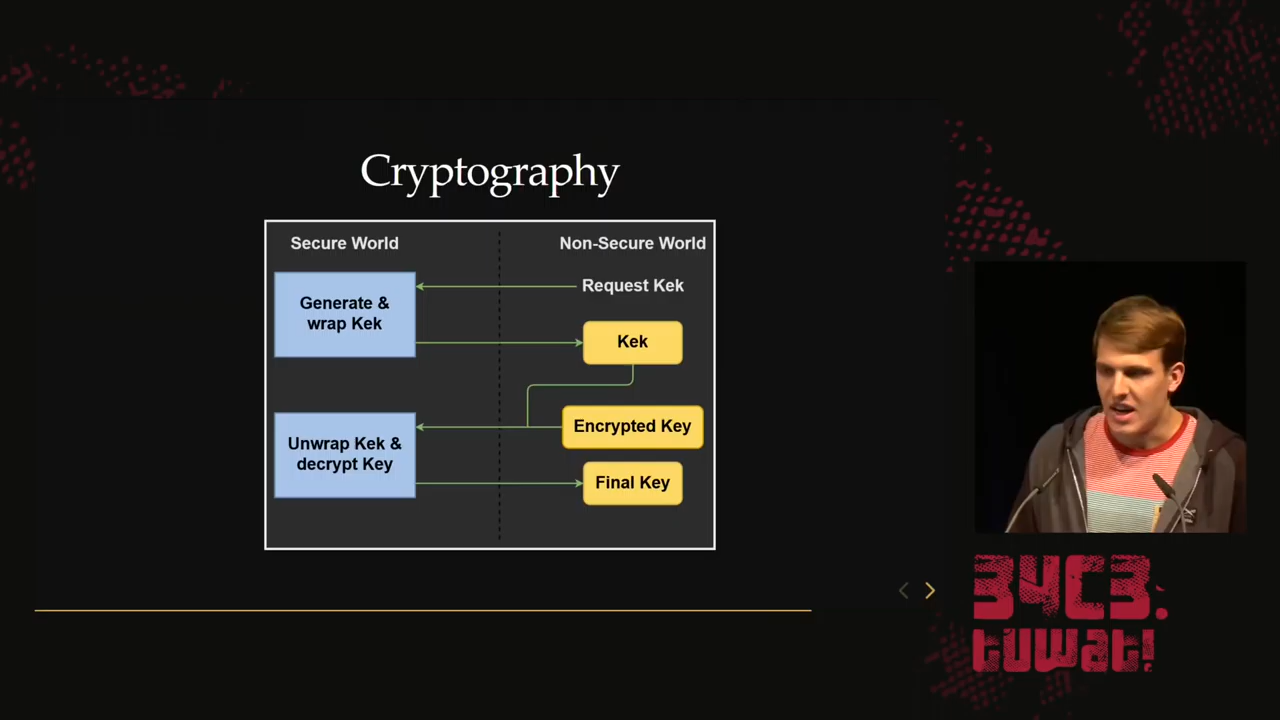 Cryptography
Secure World
Non-Secure World
Request Kek
Generate &
wrap Kek
Kek
Encrypted Key
Unwrap Kek &
decrypt Key
Final Key
34C3.
tuwat!